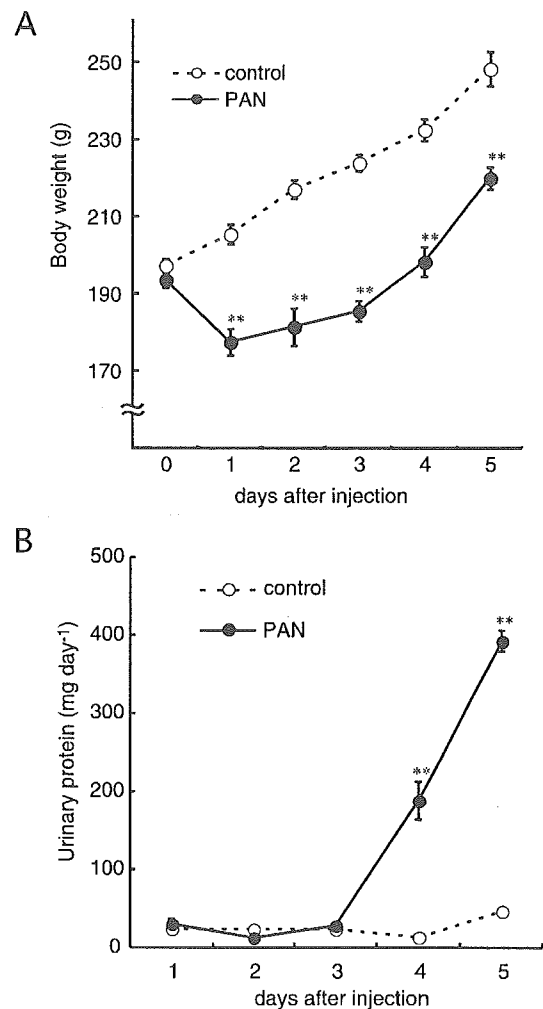 A
250
230
210
190
170
Body weight (g)
control
PAN
**
**
**
**
**
0 1 2 3 4 5
days after injection
B
500
400
300
200
100
0
Urinary protein (mg day-1)
control
PAN
**
**
1 2 3 4 5
days after injection